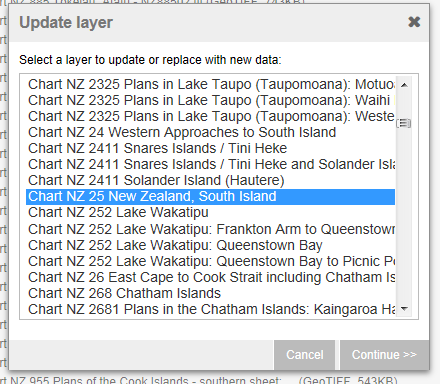 Update layer
Select a layer to update or replace with new data:
Chart NZ 2325 Plans in Lake Taupo (Taupomoana): Motuo
Chart NZ 2325 Plans in Lake Taupo (Taupomoana): Waihi
Chart NZ 2325 Plans in Lake Taupo (Taupomoana): Weste
Chart NZ 24 Western Approaches to South Island
Chart NZ 2411 Snares Islands / Tini Heke
Chart NZ 2411 Snares Islands / Tini Heke and Solander Isla
Chart NZ 2411 Solander Island (Hautere)
Chart NZ 25 New Zealand, South Island
Chart NZ 252 Lake Wakatipu
Chart NZ 252 Lake Wakatipu: Frankton Arm to Queenstown
Chart NZ 252 Lake Wakatipu: Queenstown Bay
Chart NZ 252 Lake Wakatipu: Queenstown Bay to Picnic Po
Chart NZ 26 East Cape to Cook Strait including Chatham Is
Chart NZ 268 Chatham Islands
Chart NZ 2681 Plans in the Chatham Islands: Kaingaroa Ha
Cancel
Continue >>
rt NZ 955 Plans of the Cook Islands - southern sheet: ... (GeoTIFF, 543KB)